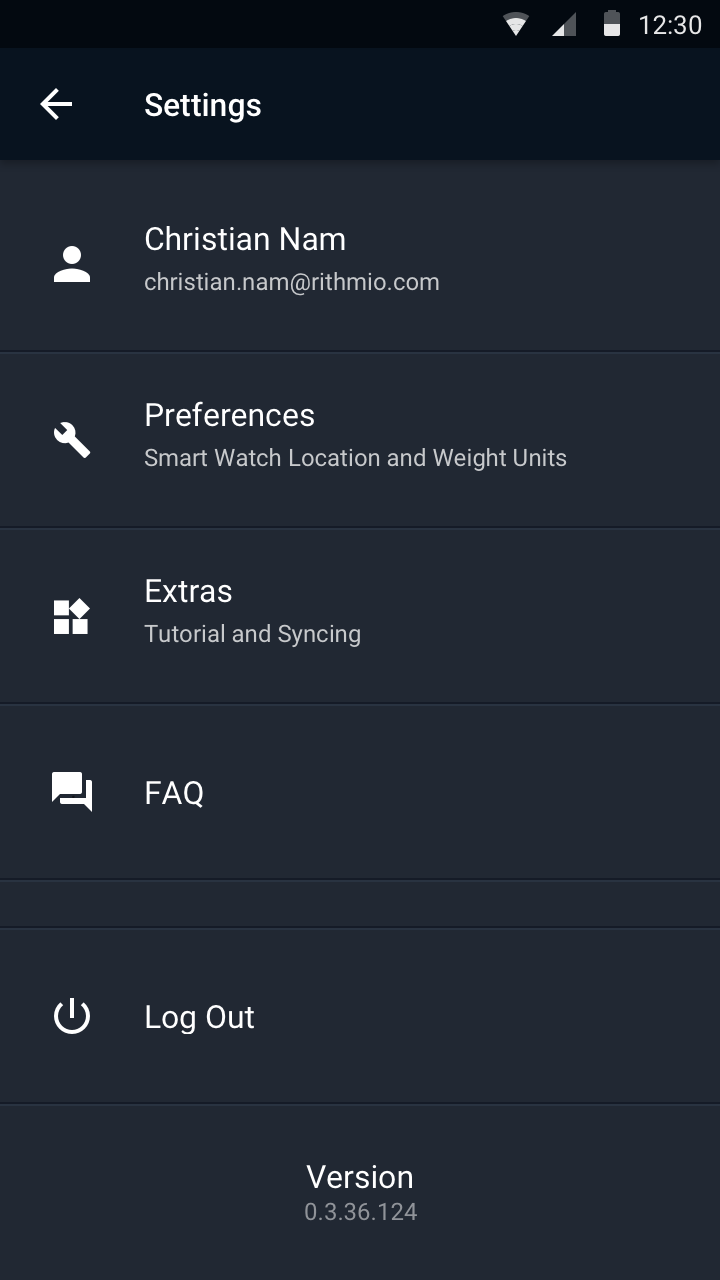 12:30
Settings
Christian Nam
christian.nam@rithmio.com
Preferences
Smart Watch Location and Weight Units
Extras
Tutorial and Syncing
FAQ
Log Out
Version
0.3.36.124